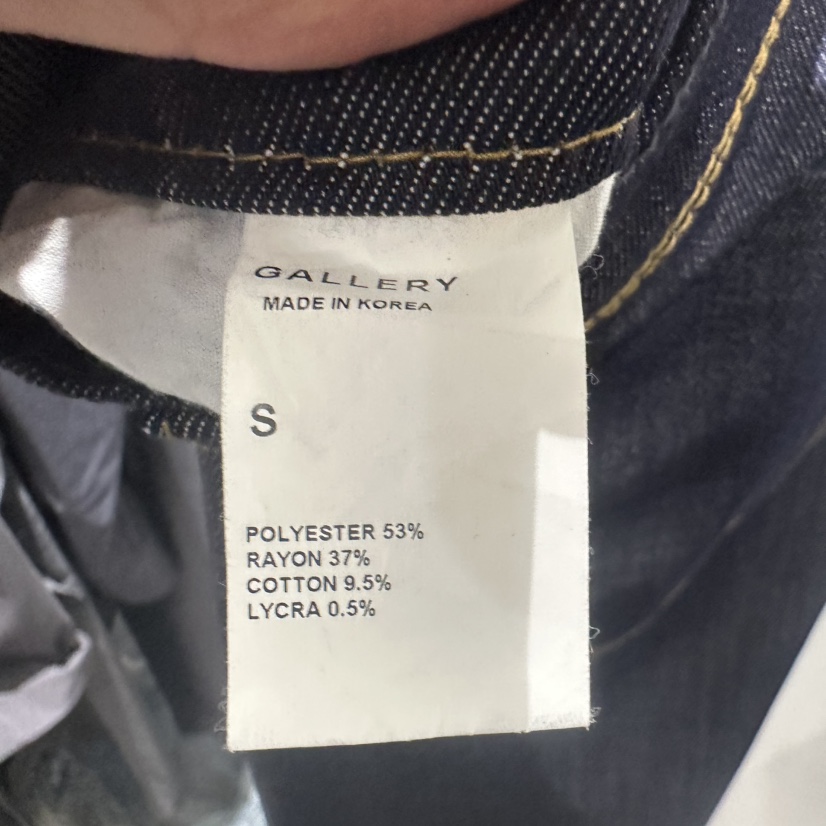 GALLERY
MADE IN KOREA
S
POLYESTER 53%
RAYON 37%
COTTON 9.5%
LYCRA 0.5%